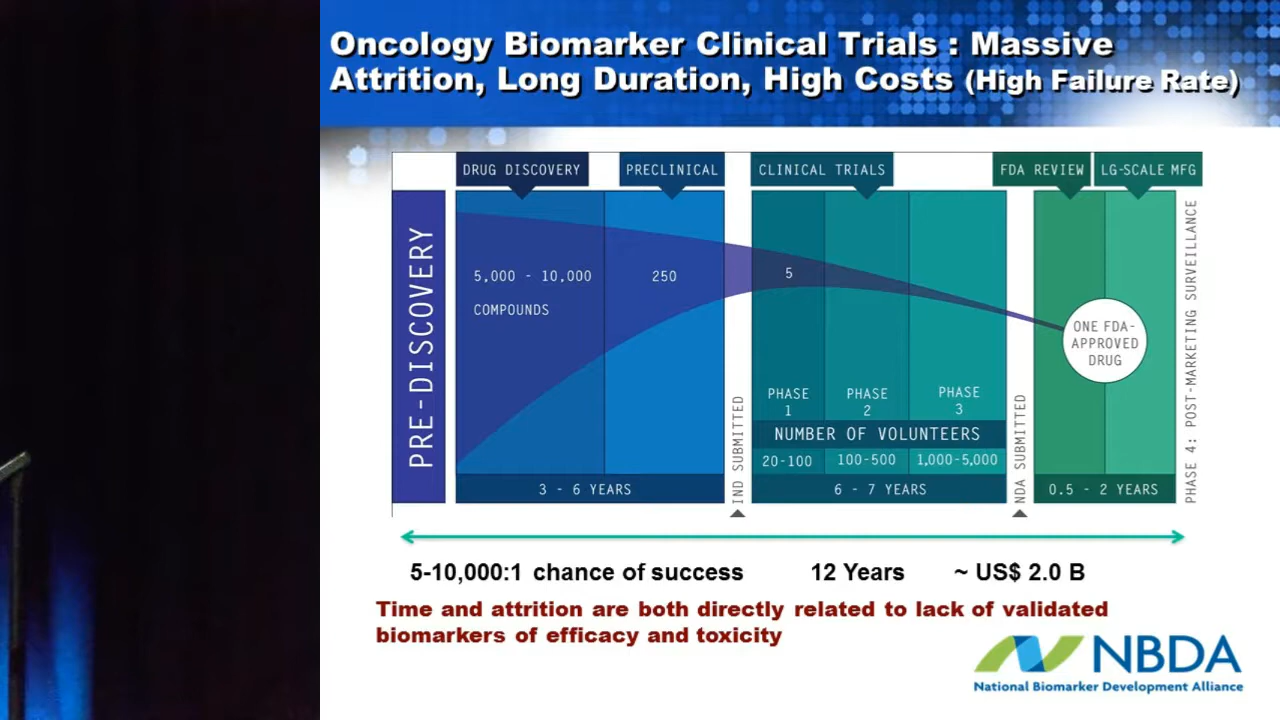 Oncology Biomarker Clinical Trials : Massive
Attrition, Long Duration, High Costs (High Failure Rate)
DRUG DISCOVERY
PRECLINICAL
CLINICAL TRIALS
FDA REVIEW
LG-SCALE MFG
PRE-DISCOVERY
5,000 - 10,000
COMPOUNDS
250
5
ONE FDA-
APPROVED
DRUG
PHASE
1
PHASE
2
PHASE
3
NUMBER OF VOLUNTEERS
20-100
100-500
1,000-5,000
3 - 6 YEARS
IND SUBMITTED
6 - 7 YEARS
NDA SUBMITTED
0.5 - 2 YEARS
PHASE 4: POST-MARKETING SURVEILLANCE
5-10,000:1 chance of success
12 Years
~ US$ 2.0 B
Time and attrition are both directly related to lack of validated
biomarkers of efficacy and toxicity
NBDA
National Biomarker Development Alliance